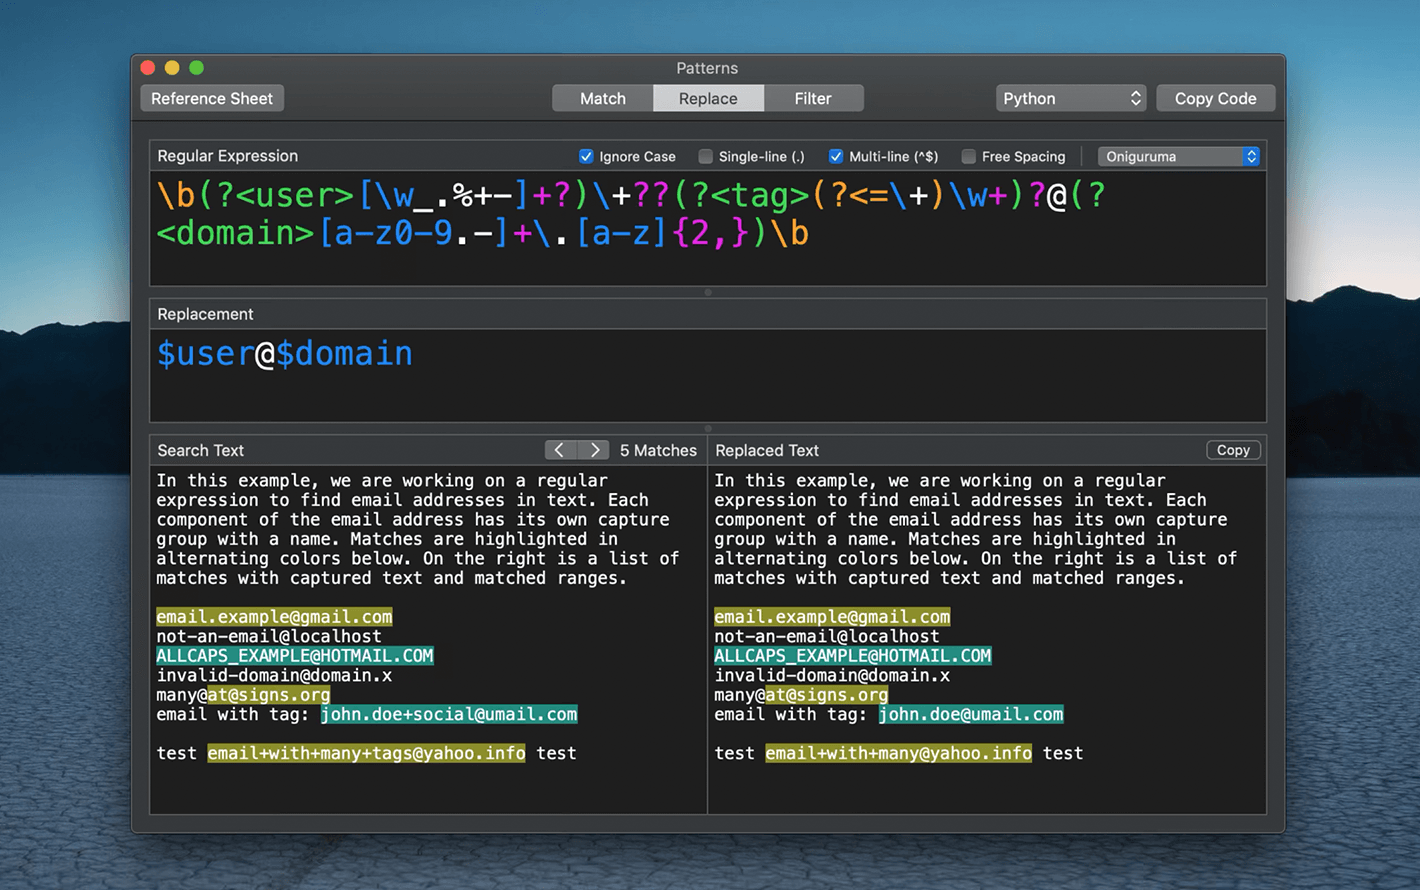 Patterns
Reference Sheet
Match Replace Filter
Python
Copy Code
Regular Expression
Ignore Case
Single-line (.)
Multi-line (^$)
Free Spacing
Oniguruma
\b(?<user>[\w_.%+-]+?)\+??(?<tag>(?<=\+)\w+)?@(?
<domain>[a-z0-9.-]+\.[a-z]{2,})\b
Replacement
$user@$domain
Search Text
< > 5 Matches
In this example, we are working on a regular
expression to find email addresses in text. Each
component of the email address has its own capture
group with a name. Matches are highlighted in
alternating colors below. On the right is a list of
matches with captured text and matched ranges.
email.example@gmail.com
not-an-email@localhost
ALLCAPS_EXAMPLE@HOTMAIL.COM
invalid-domain@domain.x
many@at@signs.org
email with tag: john.doe+social@umail.com
test email+with+many+tags@yahoo.info test
Replaced Text
Copy
In this example, we are working on a regular
expression to find email addresses in text. Each
component of the email address has its own capture
group with a name. Matches are highlighted in
alternating colors below. On the right is a list of
matches with captured text and matched ranges.
email.example@gmail.com
not-an-email@localhost
ALLCAPS_EXAMPLE@HOTMAIL.COM
invalid-domain@domain.x
many@at@signs.org
email with tag: john.doe@umail.com
test email+with+many@yahoo.info test